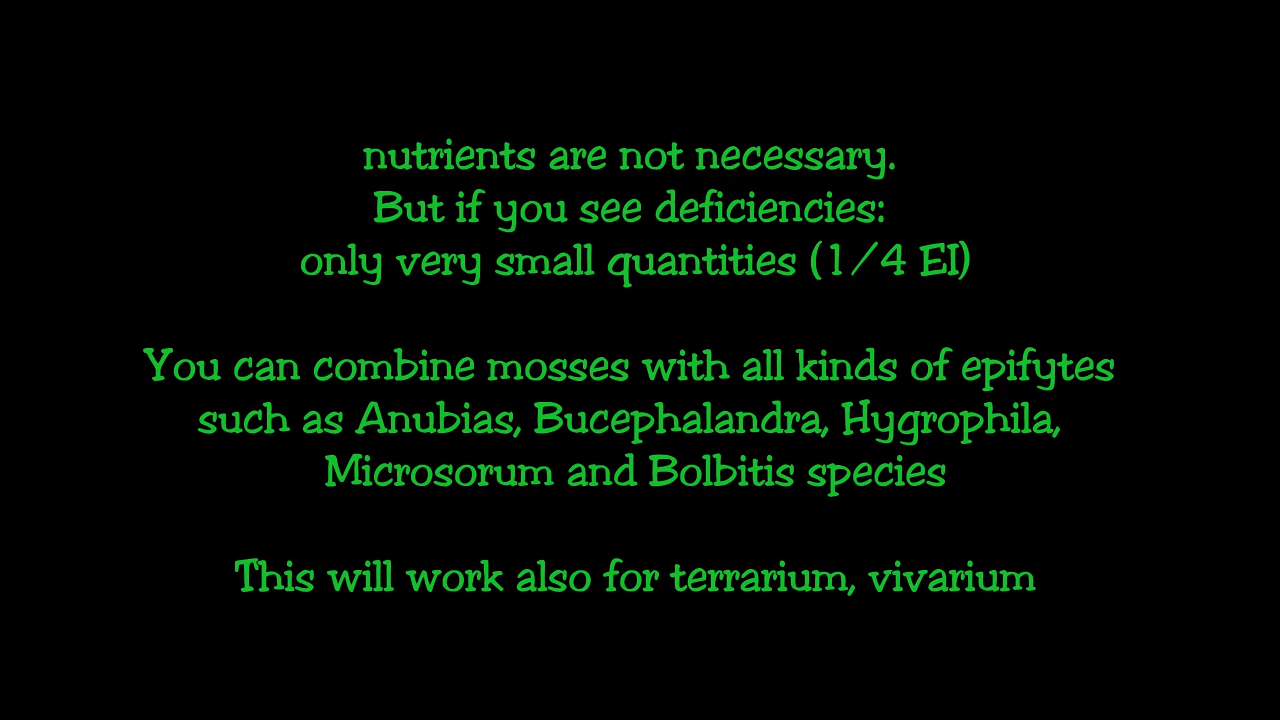 nutrients are not necessary.
But if you see deficiencies:
only very small quantities (1/4 EI)
You can combine mosses with all kinds of epifytes
such as Anubias, Bucephalandra, Hygrophila,
Microsorum and Bolbitis species
This will work also for terrarium, vivarium